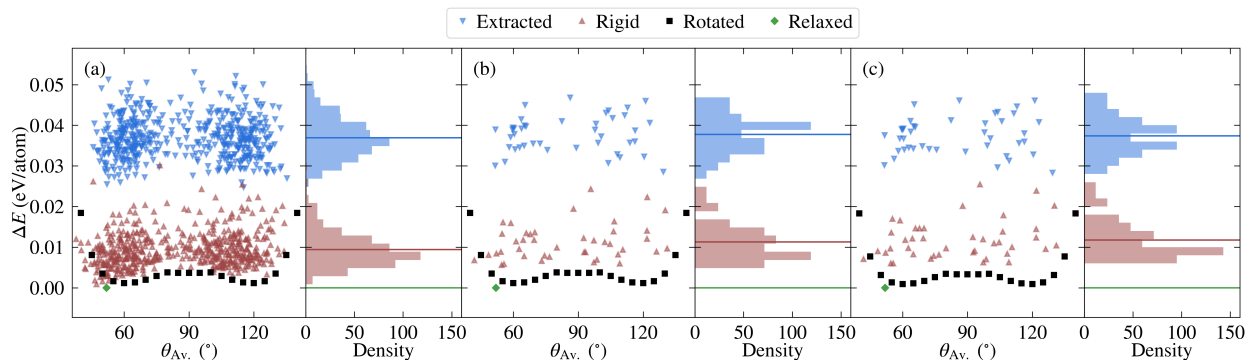 Extracted Rigid Rotated Relaxed
(a) (b) (c)
0.05
0.04
0.03
0.02
0.01
0.00
ΔE (eV/atom)
60 90 120 0 50 100 150 60 90 120 0 50 100 150 60 90 120 0 50 100 150
θAv. (°) Density θAv. (°) Density θAv. (°) Density